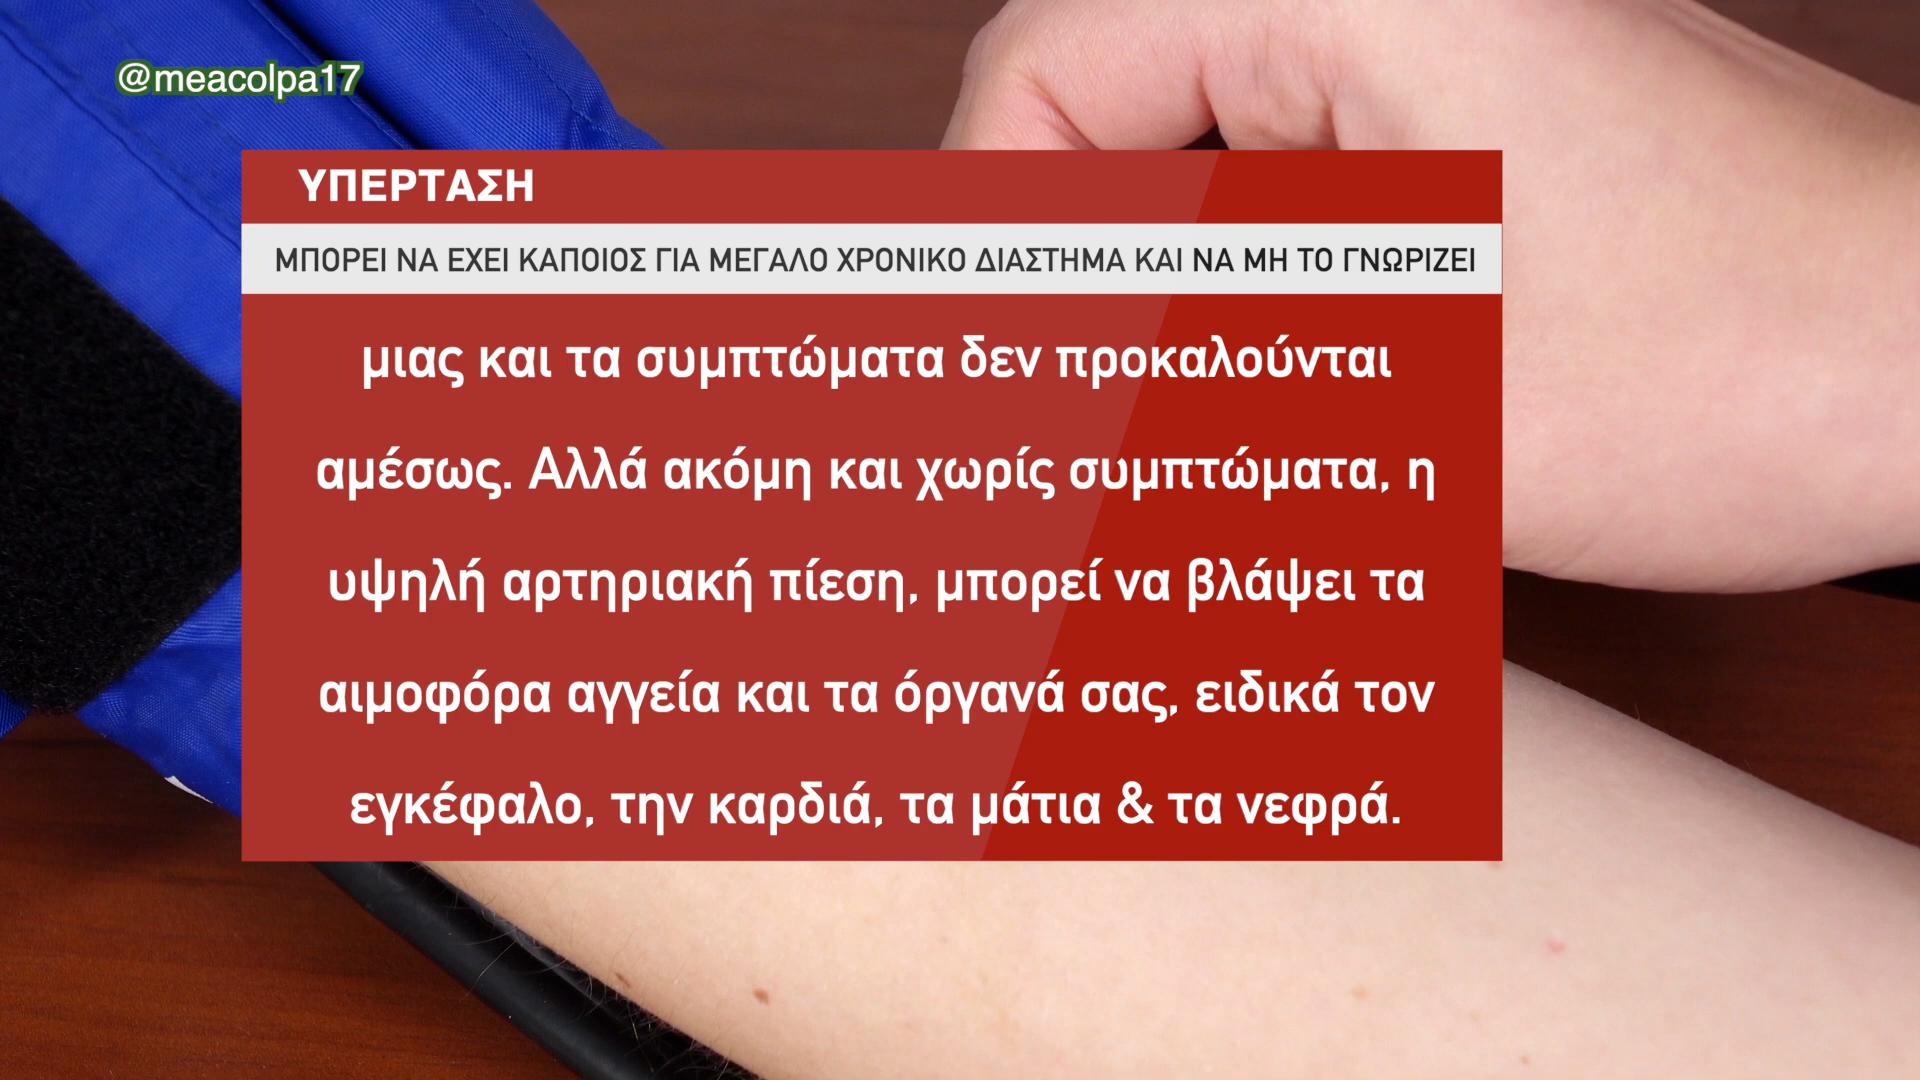 @meacolpa17
ΥΠΕΡΤΑΣΗ
ΜΠΟΡΕΙ ΝΑ ΕΧΕΙ ΚΑΠΟΙΟΣ ΓΙΑ ΜΕΓΑΛΟ ΧΡΟΝΙΚΟ ΔΙΑΣΤΗΜΑ ΚΑΙ ΝΑ ΜΗ ΤΟ ΓΝΩΡΙΖΕΙ
μιας και τα συμπτώματα δεν προκαλούνται
αμέσως. Αλλά ακόμη και χωρίς συμπτώματα, η
υψηλή αρτηριακή πίεση, μπορεί να βλάψει τα
αιμοφόρα αγγεία και τα όργανά σας, ειδικά τον
εγκέφαλο, την καρδιά, τα μάτια & τα νεφρά.